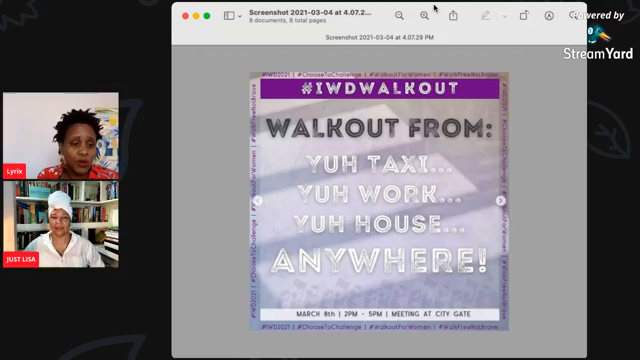 Screenshot 2021-03-04 at 4.07.2...
8 documents, 8 total pages
Powered by
StreamYard
Screenshot 2021-03-04 at 4.07.29 PM
IWD2021 | #ChooseToChallenge | #WalkoutForWomen | #WalkFreeNotBrave
#IWDWALKOUT
WALKOUT FROM:
YUH TAXI...
YUH WORK...
YUH HOUSE...
ANYWHERE!
MARCH 8th | 2PM - 5PM | MEETING AT CITY GATE
#IWD2021 | #ChooseToChallenge | #WalkoutForWomen | #WalkFreeNotBrave
Lyrix
JUST LISA